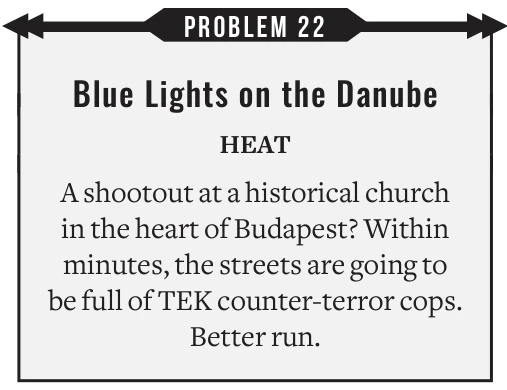 PROBLEM 22
Blue Lights on the Danube
HEAT
A shootout at a historical church
in the heart of Budapest? Within
minutes, the streets are going to
be full of TEK counter-terror cops.
Better run.